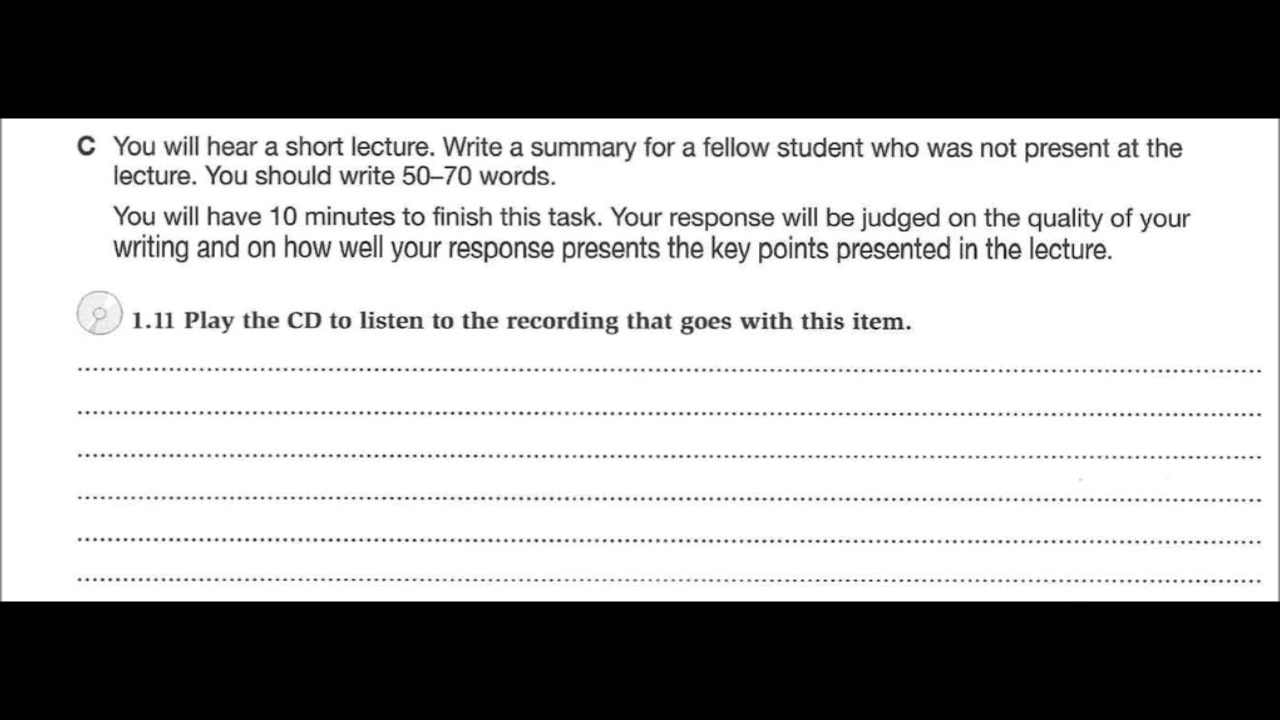 C You will hear a short lecture. Write a summary for a fellow student who was not present at the
lecture. You should write 50–70 words.
You will have 10 minutes to finish this task. Your response will be judged on the quality of your
writing and on how well your response presents the key points presented in the lecture.
1.11 Play the CD to listen to the recording that goes with this item.